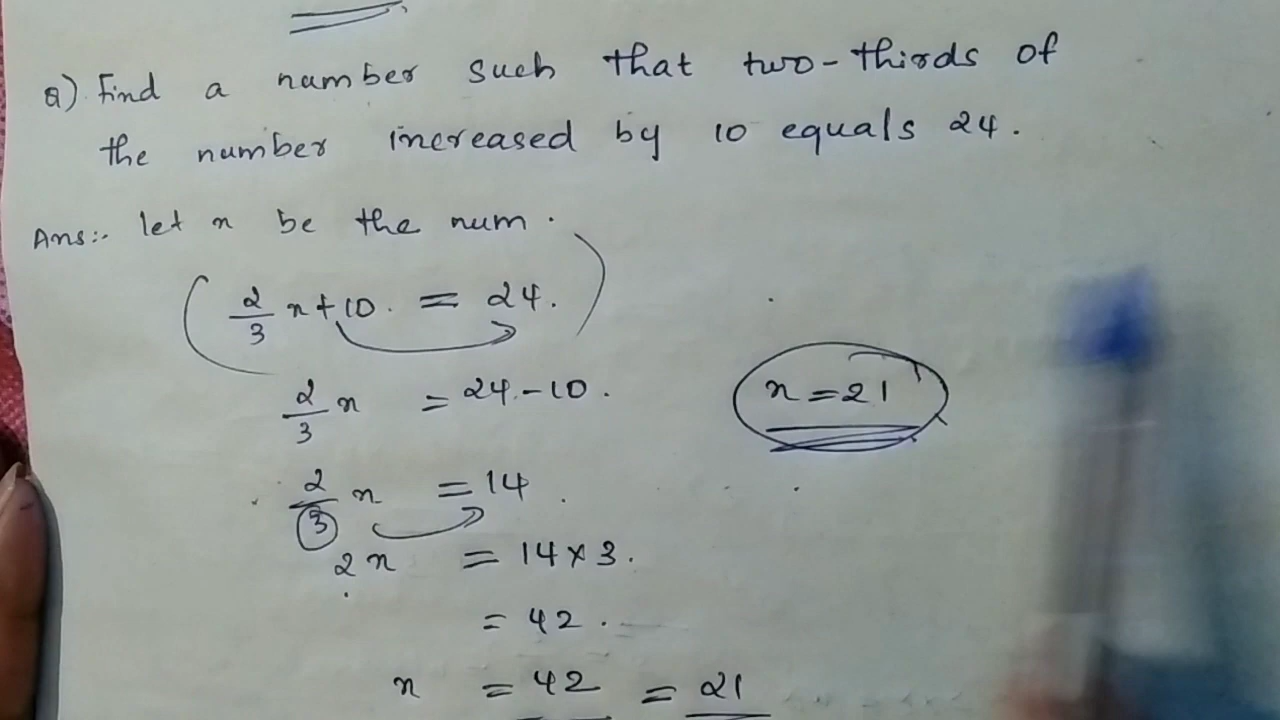 Q) Find a number such that two-thirds of
the number increased by 10 equals 24.
Ans:- let x be the num.
2/3 x + 10 = 24.
2/3 x = 24 - 10.
x = 21
2/3 x = 14
2x = 14 × 3.
= 42.
x = 42 = 21